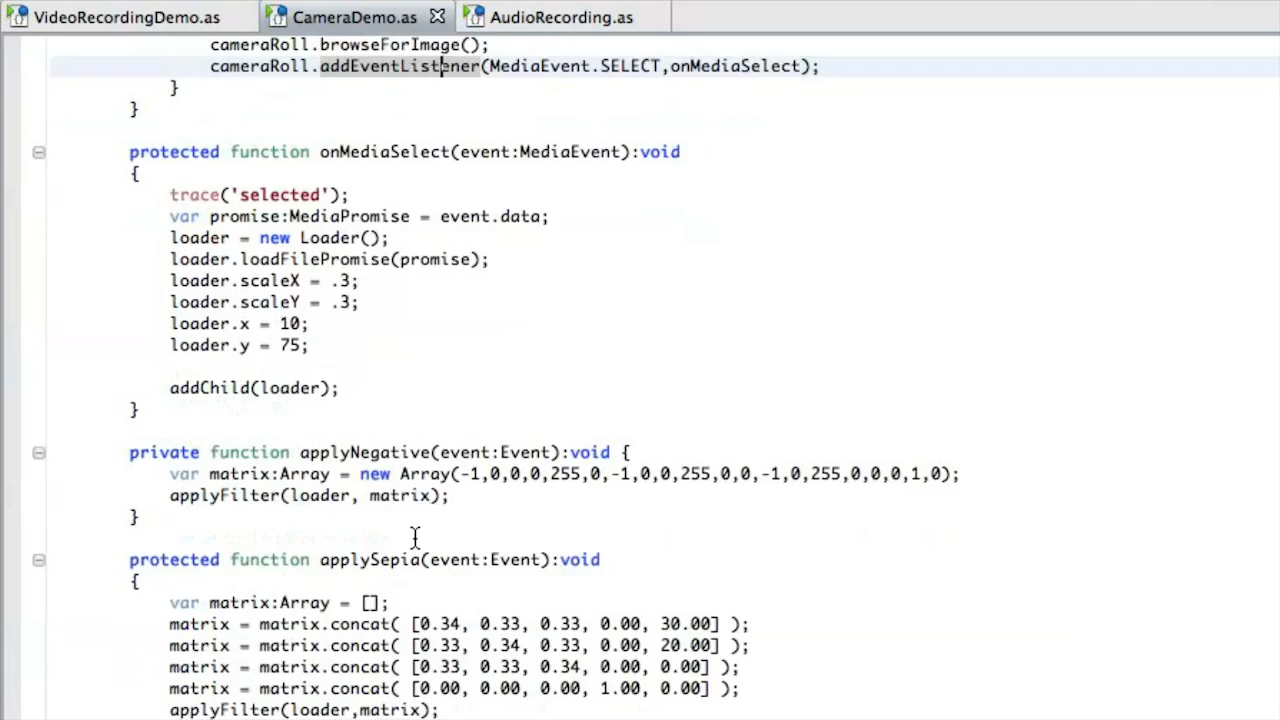 VideoRecordingDemo.as CameraDemo.as AudioRecording.as
cameraRoll.browseForImage();
cameraRoll.addEventListener(MediaEvent.SELECT,onMediaSelect);
}
}
protected function onMediaSelect(event:MediaEvent):void
{
trace('selected');
var promise:MediaPromise = event.data;
loader = new Loader();
loader.loadFilePromise(promise);
loader.scaleX = .3;
loader.scaleY = .3;
loader.x = 10;
loader.y = 75;
addChild(loader);
}
private function applyNegative(event:Event):void {
var matrix:Array = new Array(-1,0,0,0,255,0,-1,0,0,255,0,0,-1,0,255,0,0,0,1,0);
applyFilter(loader, matrix);
}
protected function applySepia(event:Event):void
{
var matrix:Array = [];
matrix = matrix.concat( [0.34, 0.33, 0.33, 0.00, 30.00] );
matrix = matrix.concat( [0.33, 0.34, 0.33, 0.00, 20.00] );
matrix = matrix.concat( [0.33, 0.33, 0.34, 0.00, 0.00] );
matrix = matrix.concat( [0.00, 0.00, 0.00, 1.00, 0.00] );
applyFilter(loader,matrix);